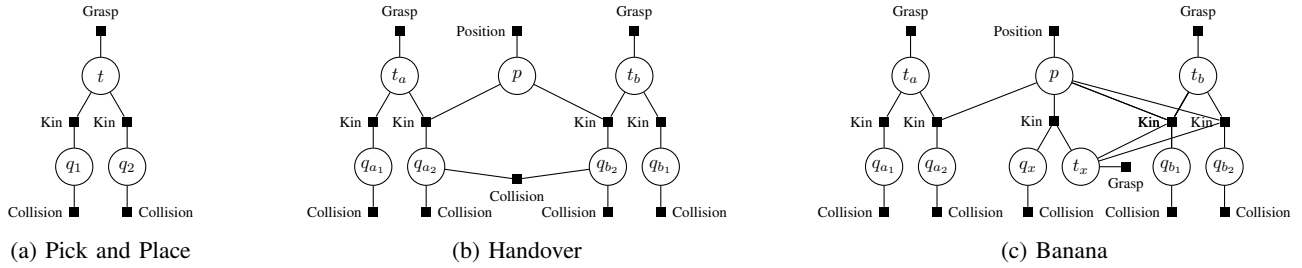 Grasp
t
Kin Kin
q1 q2
Collision Collision
(a) Pick and Place
Grasp Position Grasp
ta p tb
Kin Kin Kin Kin
qa1 qa2 qb2 qb1
Collision
Collision Collision Collision Collision
(b) Handover
Grasp Position Grasp
ta p tb
Kin Kin Kin Kin Kin
qa1 qa2 qx tx qb1 qb2
Grasp
Collision Collision Collision Collision Collision
(c) Banana